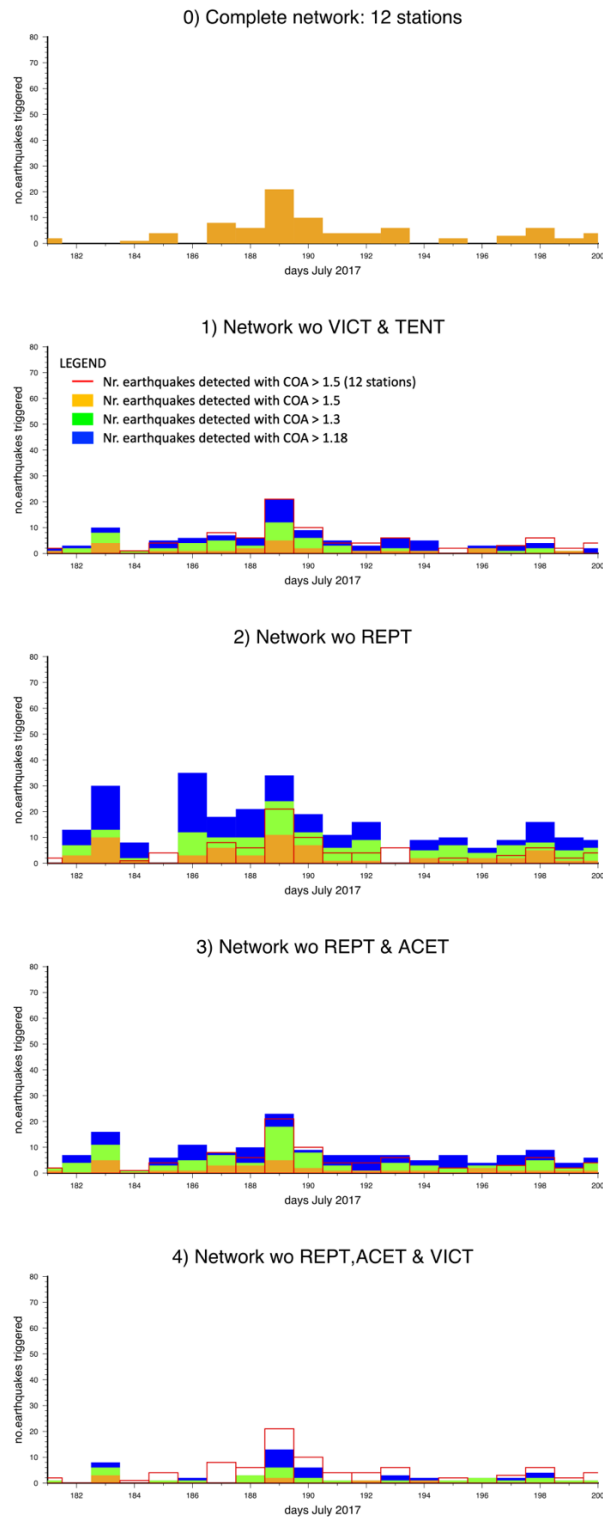 0) Complete network: 12 stations
80
70
60
50
40
30
20
10
0
no.earthquakes triggered
182 184 186 188 190 192 194 196 198 200
days July 2017
1) Network wo VICT & TENT
80
70
60
50
40
30
20
10
0
no.earthquakes triggered
LEGEND
Nr. earthquakes detected with COA > 1.5 (12 stations)
Nr. earthquakes detected with COA > 1.5
Nr. earthquakes detected with COA > 1.3
Nr. earthquakes detected with COA > 1.18
182 184 186 188 190 192 194 196 198 200
days July 2017
2) Network wo REPT
80
70
60
50
40
30
20
10
0
no.earthquakes triggered
182 184 186 188 190 192 194 196 198 200
days July 2017
3) Network wo REPT & ACET
80
70
60
50
40
30
20
10
0
no.earthquakes triggered
182 184 186 188 190 192 194 196 198 200
days July 2017
4) Network wo REPT,ACET & VICT
80
70
60
50
40
30
20
10
0
no.earthquakes triggered
182 184 186 188 190 192 194 196 198 200
days July 2017